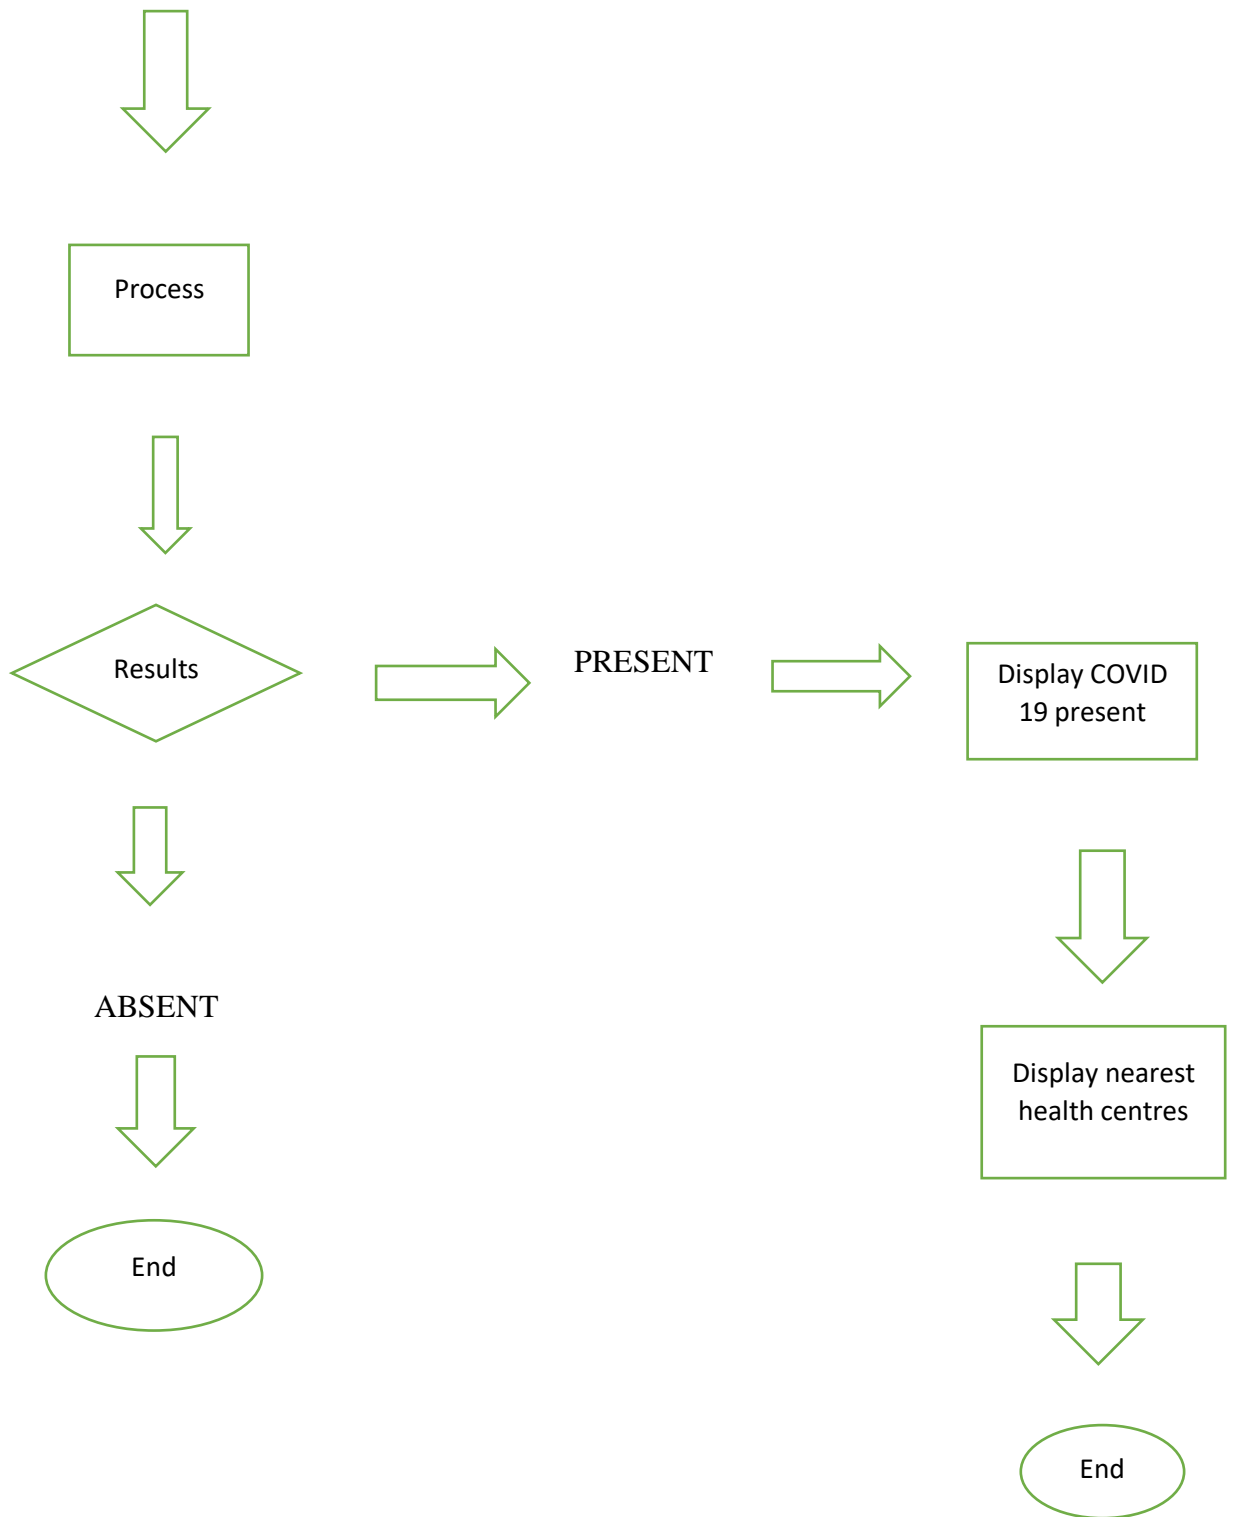 Process
Results
PRESENT
Display COVID
19 present
ABSENT
Display nearest
health centres
End
End